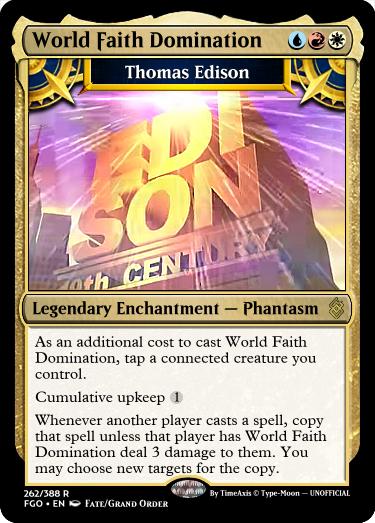 World Faith Domination
Thomas Edison
EDI
SON
CENTURY
Legendary Enchantment — Phantasm
As an additional cost to cast World Faith
Domination, tap a connected creature you
control.
Cumulative upkeep 1
Whenever another player casts a spell, copy
that spell unless that player has World Faith
Domination deal 3 damage to them. You
may choose new targets for the copy.
262/388 R
FGO • EN Fate/Grand Order
By TimeAxis © Type-Moon — UNOFFICIAL